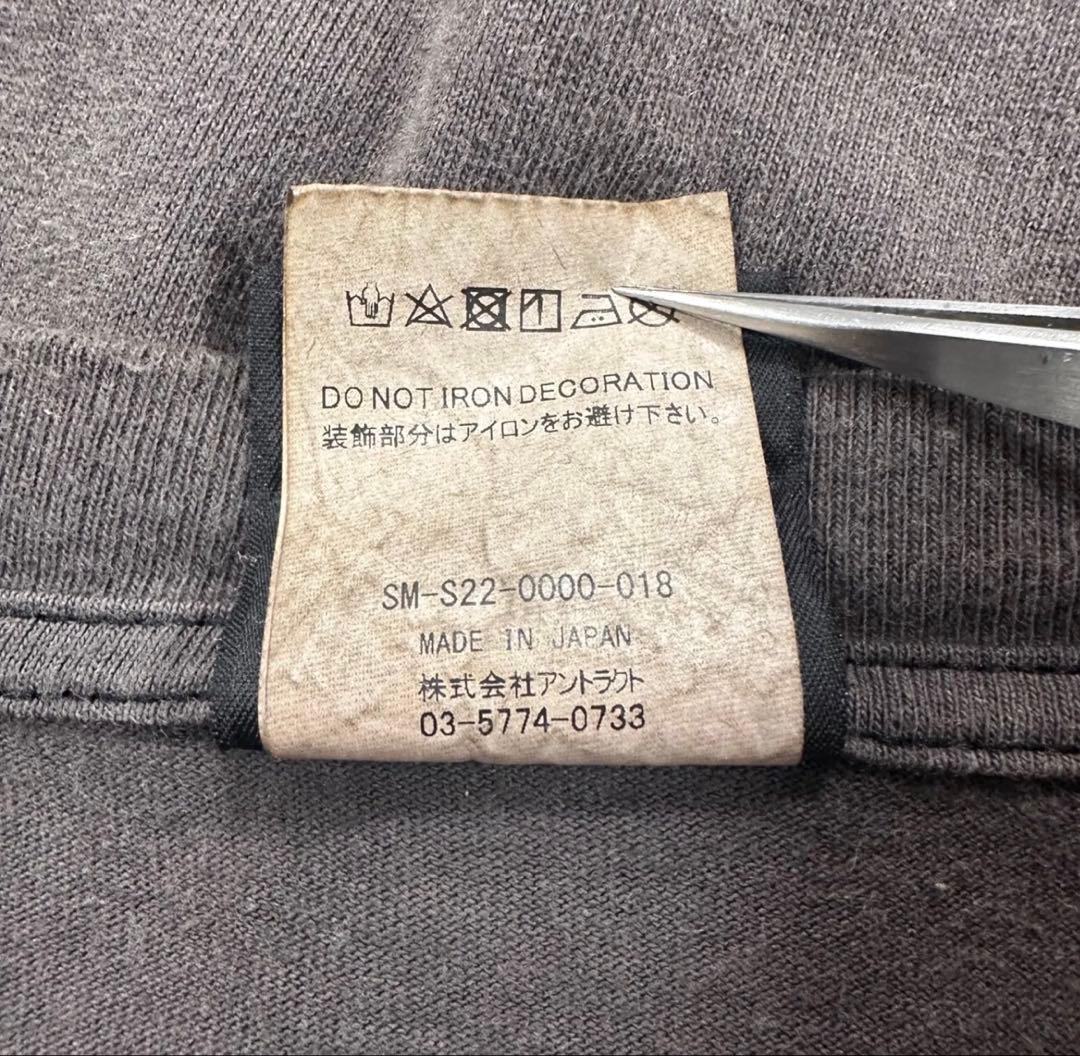 DO NOT IRON DECORATION
装飾部分はアイロンをお避け下さい。
SM-S22-0000-018
MADE IN JAPAN
株式会社アントラクト
03-5774-0733